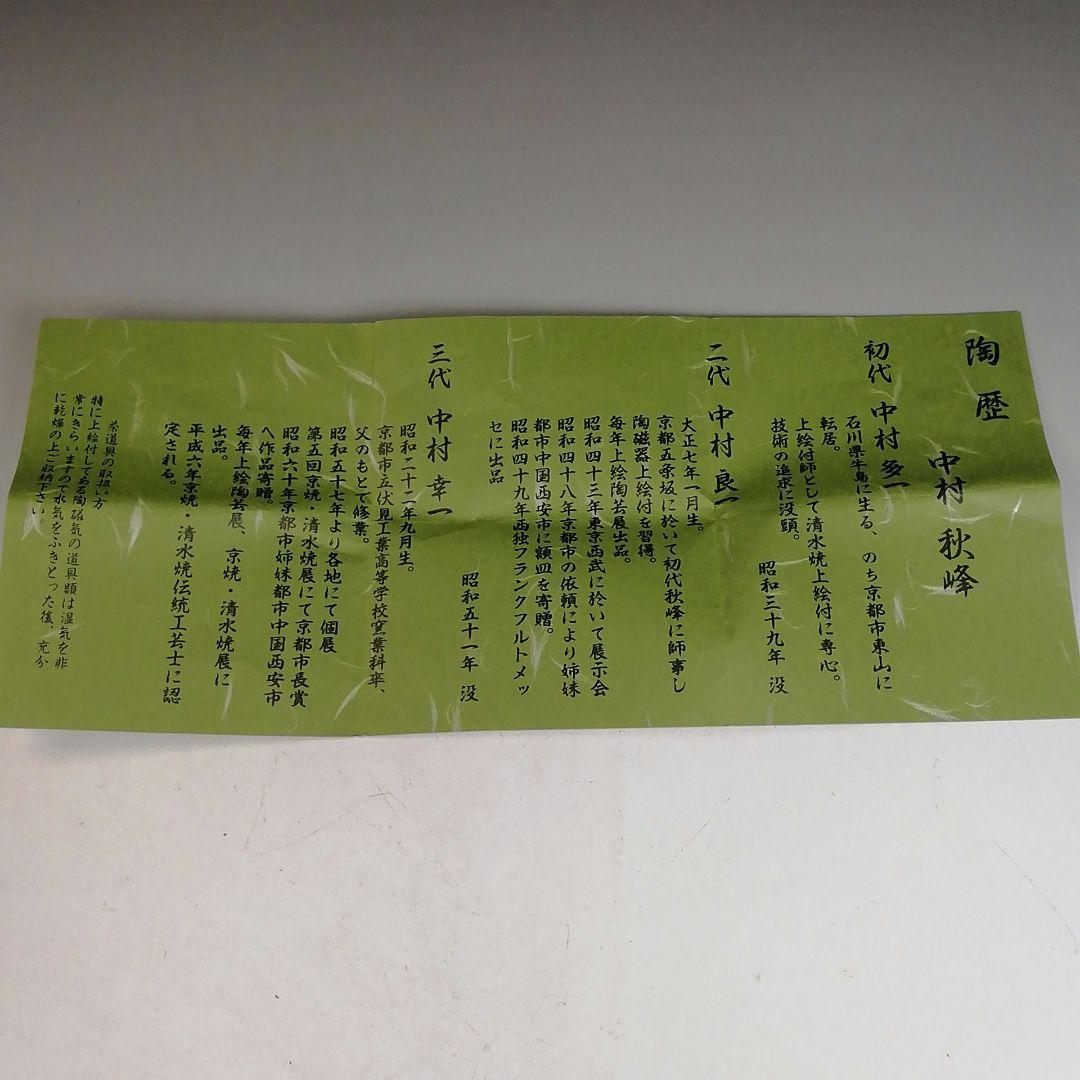 陶歴
中村 秋峰
初代 中村 多一
石川県牛島に生る、のち京都市東山に
転居。
上絵付師として清水焼上絵付に専心。
技術の追求に没頭。
昭和三十九年 没
二代 中村 良一
大正七年一月生。
京都五条坂に於いて初代秋峰に師事し
陶磁器上絵付を習得。
毎年上絵陶芸展出品。
昭和四十三年東京西武に於いて展示会
昭和四十八年京都市の依頼により姉妹
都市中国西安市に額皿を寄贈。
昭和四十九年西独フランクフルトメッ
セに出品
昭和五十一年 没
三代 中村 幸一
昭和二十二年九月生。
京都市立伏見工業高等学校窯業科卒、
父のもとて修業。
昭和五十七年より各地にて個展
第五回京焼・清水焼展にて京都市長賞
昭和六十年京都市姉妹都市中国西安市
へ作品寄贈。
毎年上絵陶芸展、京焼・清水焼展に
出品。
平成六年京焼・清水焼伝統工芸士に認
定される。
茶道具の取扱い方
特に上絵付してある陶磁気の道具類は湿気を非
常にきらいますので水気をふきとった後、充分
に乾燥の上ご収納下さい。